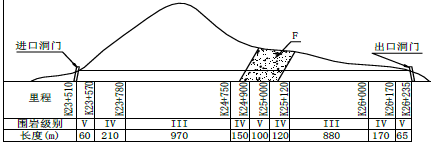 F
进口洞门
出口洞门
里程 K23+510 K23+570 K23+780 K24+750 K24+900 K25+000 K25+120 K26+000 K26+170 K26+235
围岩级别 V IV III IV V IV III IV V
长度(m) 60 210 970 150 100 120 880 170 65